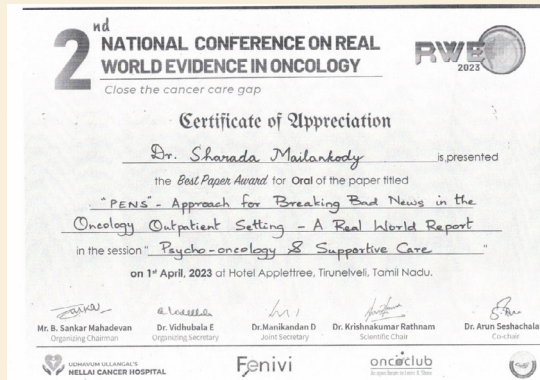 2nd
NATIONAL CONFERENCE ON REAL
WORLD EVIDENCE IN ONCOLOGY
Close the cancer care gap
RWE
2023
Certificate of Appreciation
Dr. Sharada Mailankody is presented
the Best Paper Award for Oral of the paper titled
"PENS" - Approach for Breaking Bad News in the
Oncology Outpatient Setting - A Real World Report
in the session "Psycho-oncology & Supportive Care"
on 1st April, 2023 at Hotel Applettree, Tirunelveli, Tamil Nadu.
Mr. B. Sankar Mahadevan
Organizing Chairman
Dr. Vidhubala E
Organizing Secretary
Dr.Manikandan D
Joint Secretary
Dr. Krishnakumar Rathnam
Scientific Chair
Dr. Arun Seshachala
Co-chair
UDHAVUM ULLANGAL'S
NELLAI CANCER HOSPITAL
Fenivi
oncoclub